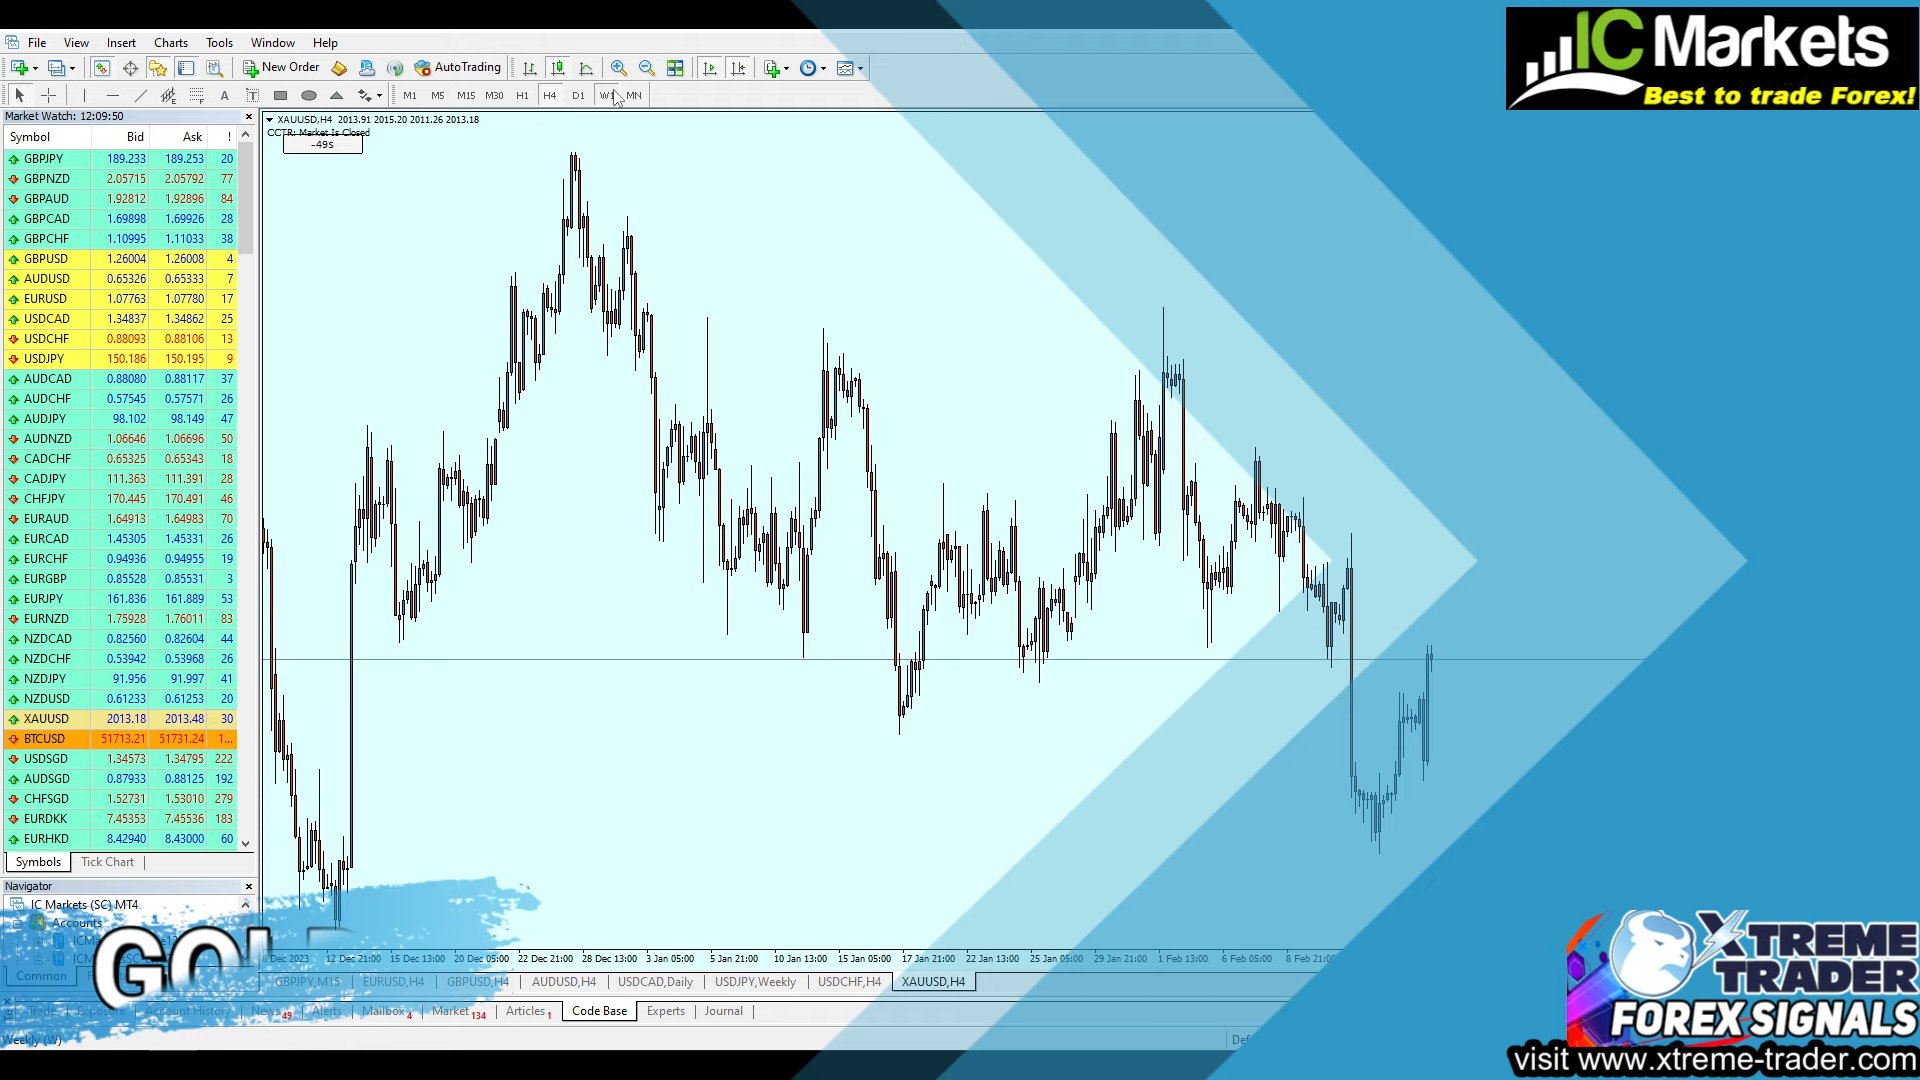 IC Markets
Best to trade Forex!
File View Insert Charts Tools Window Help
New Order AutoTrading
A T M1 M5 M15 M30 H1 H4 D1 W1 MN
Market Watch: 12:09:50
XAUUSD,H4 2013.91 2015.20 2011.26 2013.18
CCTR: Market Is Closed
-49s
Symbol Bid Ask !
GBPJPY 189.233 189.253 20
GBPNZD 2.05715 2.05792 77
GBPAUD 1.92812 1.92896 84
GBPCAD 1.69898 1.69926 28
GBPCHF 1.10995 1.11033 38
GBPUSD 1.26004 1.26008 4
AUDUSD 0.65326 0.65333 7
EURUSD 1.07763 1.07780 17
USDCAD 1.34837 1.34862 25
USDCHF 0.88093 0.88106 13
USDJPY 150.186 150.195 9
AUDCAD 0.88080 0.88117 37
AUDCHF 0.57545 0.57571 26
AUDJPY 98.102 98.149 47
AUDNZD 1.06646 1.06696 50
CADCHF 0.65325 0.65343 18
CADJPY 111.363 111.391 28
CHFJPY 170.445 170.491 46
EURAUD 1.64913 1.64983 70
EURCAD 1.45305 1.45331 26
EURCHF 0.94936 0.94955 19
EURGBP 0.85528 0.85531 3
EURJPY 161.836 161.889 53
EURNZD 1.75928 1.76011 83
NZDCAD 0.82560 0.82604 44
NZDCHF 0.53942 0.53968 26
NZDJPY 91.956 91.997 41
NZDUSD 0.61233 0.61253 20
XAUUSD 2013.18 2013.48 30
BTCUSD 51713.21 51731.24 1...
USDSGD 1.34573 1.34795 222
AUDSGD 0.87933 0.88125 192
CHFSGD 1.52731 1.53010 279
EURDKK 7.45353 7.45536 183
EURHKD 8.42940 8.43000 60
Symbols Tick Chart
Navigator
IC Markets (SC) MT4
Accounts
GOL
Common
Dec 2023 12 Dec 21:00 15 Dec 13:00 20 Dec 05:00 22 Dec 21:00 28 Dec 13:00 3 Jan 05:00 5 Jan 21:00 10 Jan 13:00 15 Jan 05:00 17 Jan 21:00 22 Jan 13:00 25 Jan 05:00 29 Jan 21:00 1 Feb 13:00 6 Feb 05:00 8 Feb 21:00
GBPJPY,M15 EURUSD,H4 GBPUSD,H4 AUDUSD,H4 USDCAD,Daily USDJPY,Weekly USDCHF,H4 XAUUSD,H4
Trade Exposure Account History News 49 Alerts Mailbox 4 Market 134 Articles 1 Code Base Experts Journal
Weekly (W)
XTREME
TRADER
FOREX SIGNALS
visit www.xtreme-trader.com